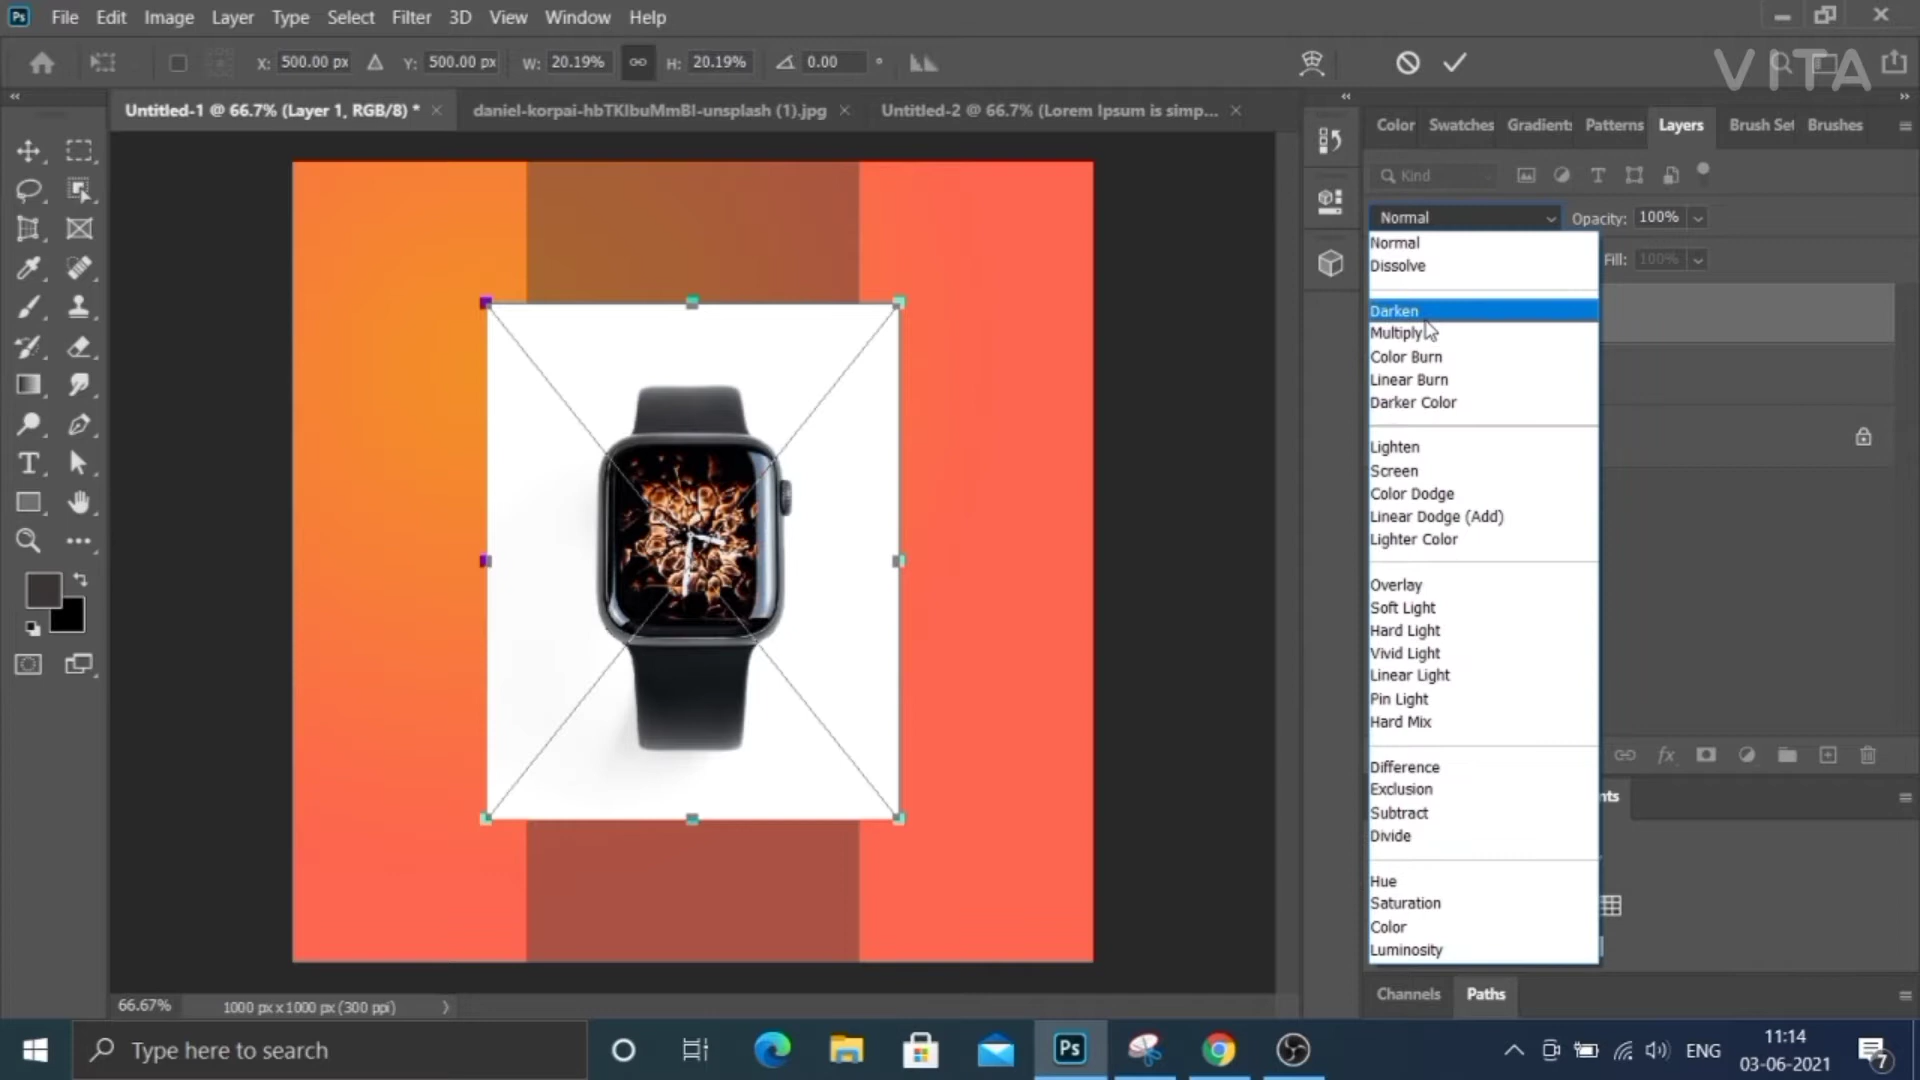 Ps File Edit Image Layer Type Select Filter 3D View Window Help
X: 500.00 px Y: 500.00 px W: 20.19% H: 20.19% 0.00 °
VITA
Untitled-1 @ 66.7% (Layer 1, RGB/8) * daniel-korpai-hbTKIbuMmBI-unsplash (1).jpg Untitled-2 @ 66.7% (Lorem Ipsum is simp...
Color Swatches Gradients Patterns Layers Brush Set Brushes
Kind
Normal Opacity: 100%
Fill: 100%
Normal
Dissolve
Darken
Multiply
Color Burn
Linear Burn
Darker Color
Lighten
Screen
Color Dodge
Linear Dodge (Add)
Lighter Color
Overlay
Soft Light
Hard Light
Vivid Light
Linear Light
Pin Light
Hard Mix
Difference
Exclusion
Subtract
Divide
Hue
Saturation
Color
Luminosity
fx
nts
Channels Paths
66.67% 1000 px x 1000 px (300 ppi)
Type here to search
Ps
ENG
11:14
03-06-2021
7